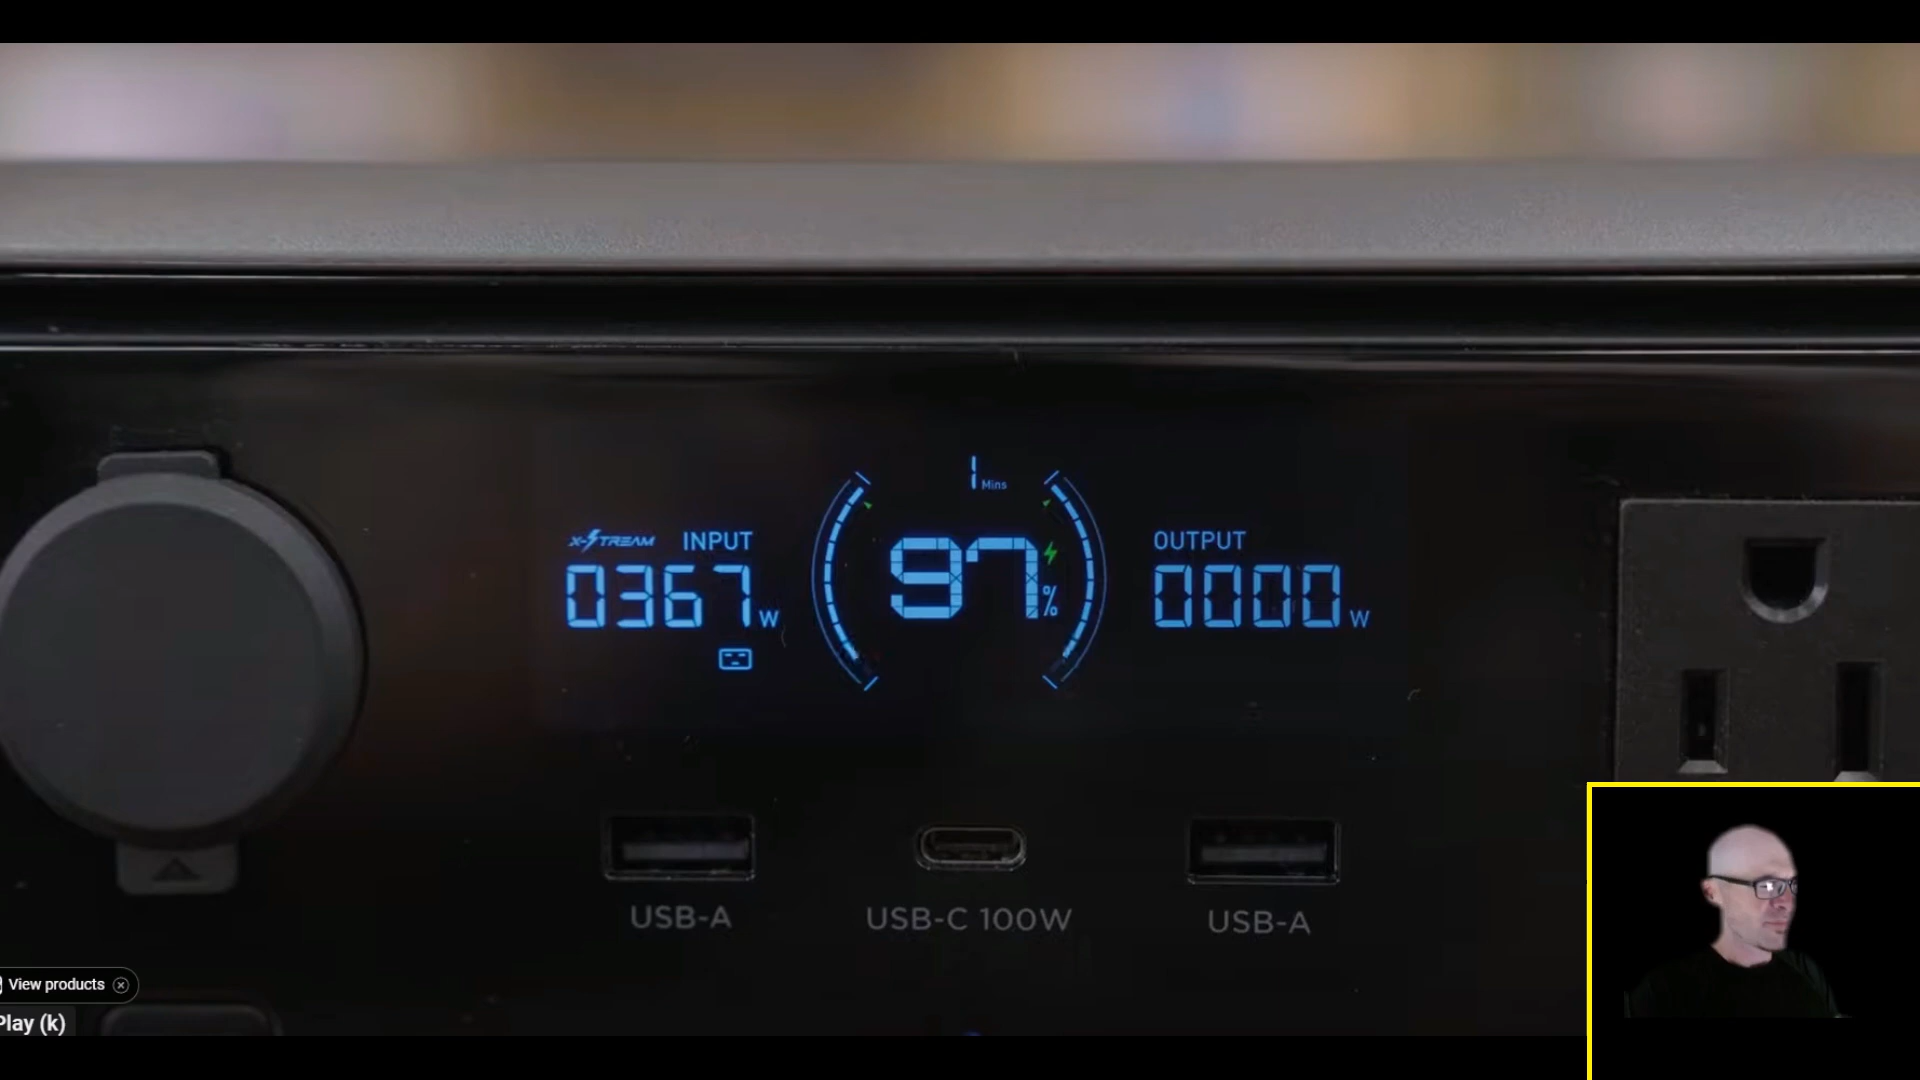 1 Mins
X-STREAM INPUT
0367 W
97 %
OUTPUT
0000 W
USB-A
USB-C 100W
USB-A
View products
Play (k)